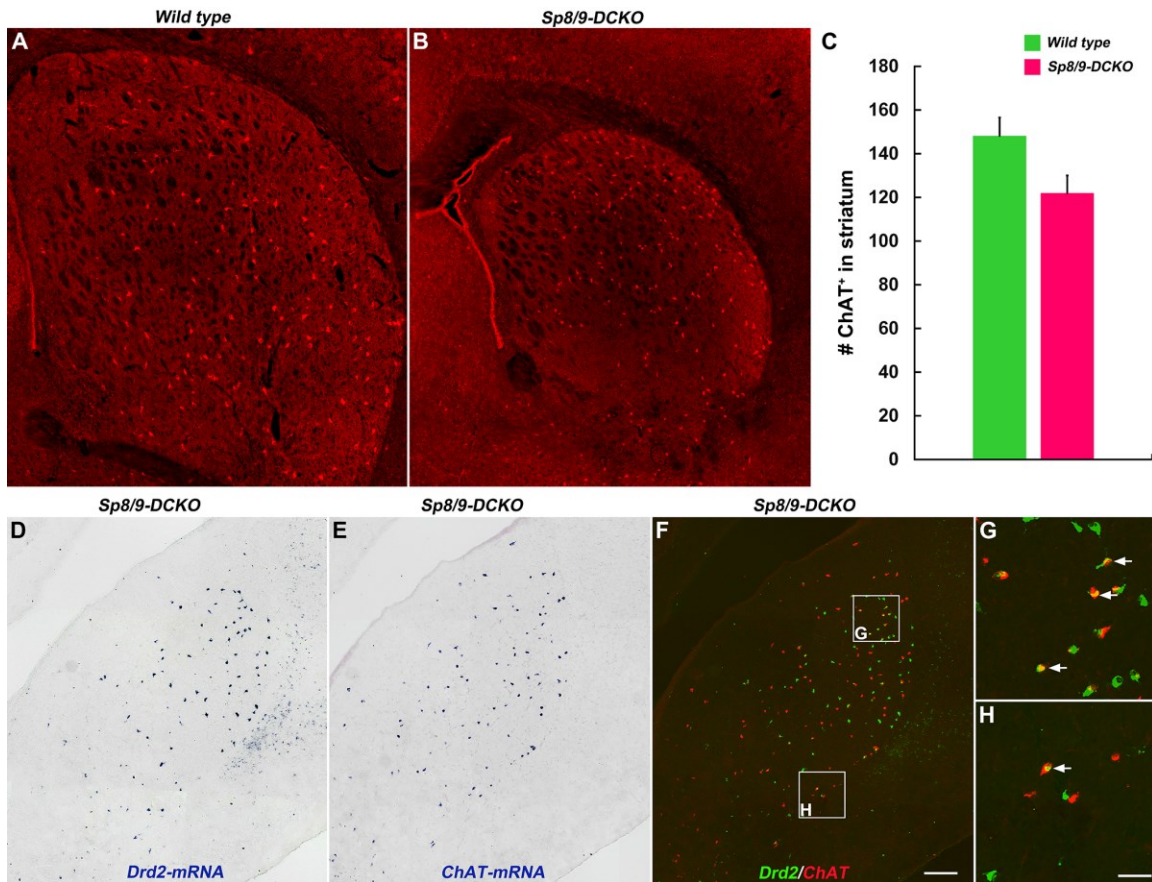 Wild type
Sp8/9-DCKO
A
B
C
Wild type
Sp8/9-DCKO
# ChAT⁺ in striatum
180
160
140
120
100
80
60
40
20
0
Sp8/9-DCKO
Sp8/9-DCKO
Sp8/9-DCKO
D
E
F
G
H
G
H
Drd2-mRNA
ChAT-mRNA
Drd2/ChAT